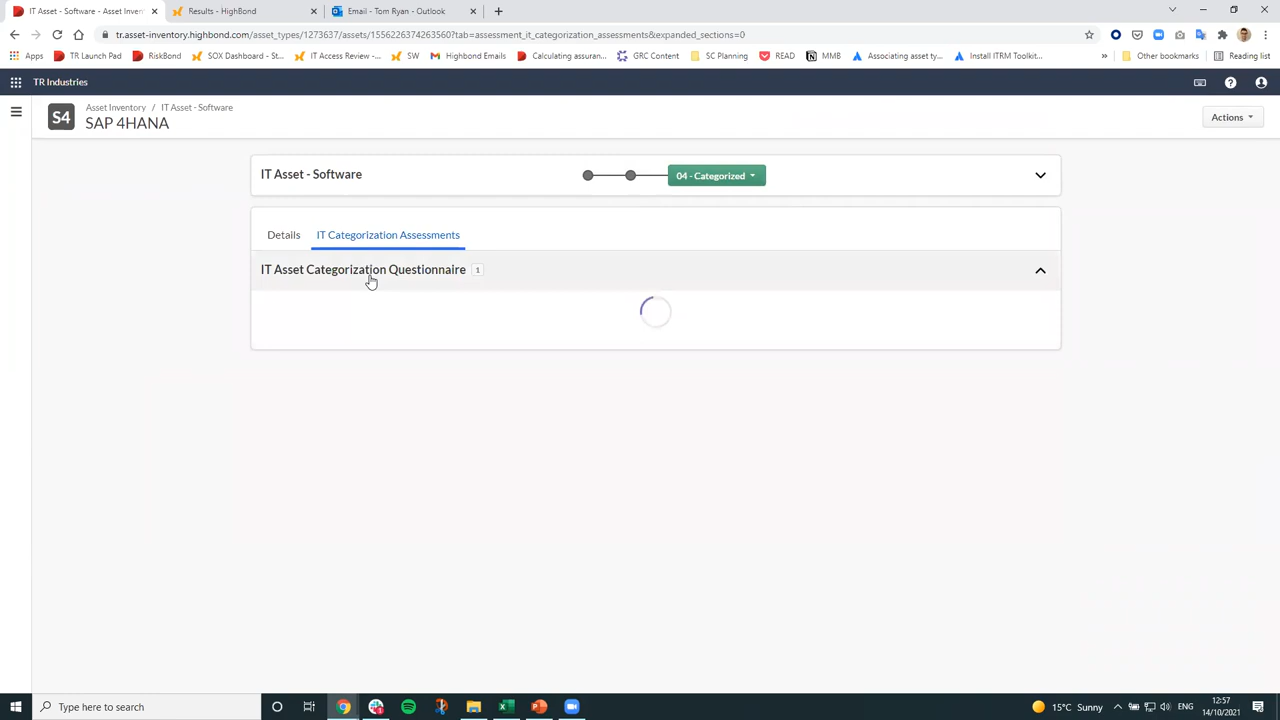 IT Asset - Software - Asset Inven
Results - HighBond
Email - Tom Ryan - Outlook
tr.asset-inventory.highbond.com/asset_types/1273637/assets/1556226374263560?tab=assessment_it_categorization_assessments&expanded_sections=0
Apps TR Launch Pad RiskBond SOX Dashboard - St... IT Access Review -... SW Highbond Emails Calculating assuran... GRC Content SC Planning READ MMB Associating asset ty... Install ITRM Toolkit... » Other bookmarks Reading list
TR Industries
S4
Asset Inventory / IT Asset - Software
SAP 4HANA
Actions
IT Asset - Software
04 - Categorized
Details
IT Categorization Assessments
IT Asset Categorization Questionnaire 1
Type here to search
15°C Sunny
ENG
12:57
14/10/2021